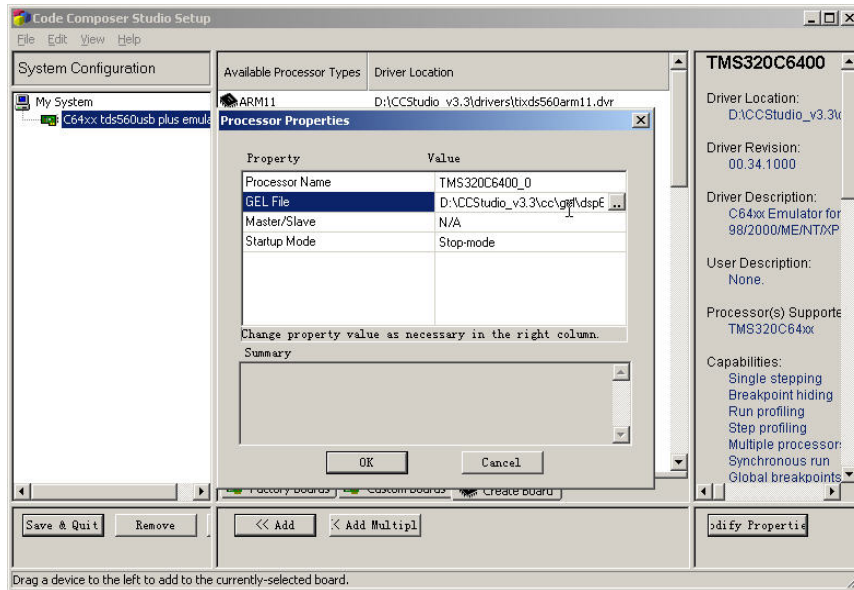 Code Composer Studio Setup
File Edit View Help
System Configuration
My System
C64xx tds560usb plus emula
Available Processor Types Driver Location
ARM11 D:\CCStudio_v3.3\drivers\tixds560arm11.dvr
Processor Properties
Property Value
Processor Name TMS320C6400_0
GEL File D:\CCStudio_v3.3\cc\gel\dsp6 ..
Master/Slave N/A
Startup Mode Stop-mode
Change property value as necessary in the right column.
Summary
OK Cancel
Factory Boards Custom Boards Create Board
TMS320C6400
Driver Location:
D:\CCStudio_v3.3\
Driver Revision:
00.34.1000
Driver Description:
C64xx Emulator for
98/2000/ME/NT/XP
User Description:
None.
Processor(s) Supporte
TMS320C64xx
Capabilities:
Single stepping
Breakpoint hiding
Run profiling
Step profiling
Multiple processor
Synchronous run
Global breakpoints
Save & Quit Remove << Add < Add Multipl odify Propertie
Drag a device to the left to add to the currently-selected board.